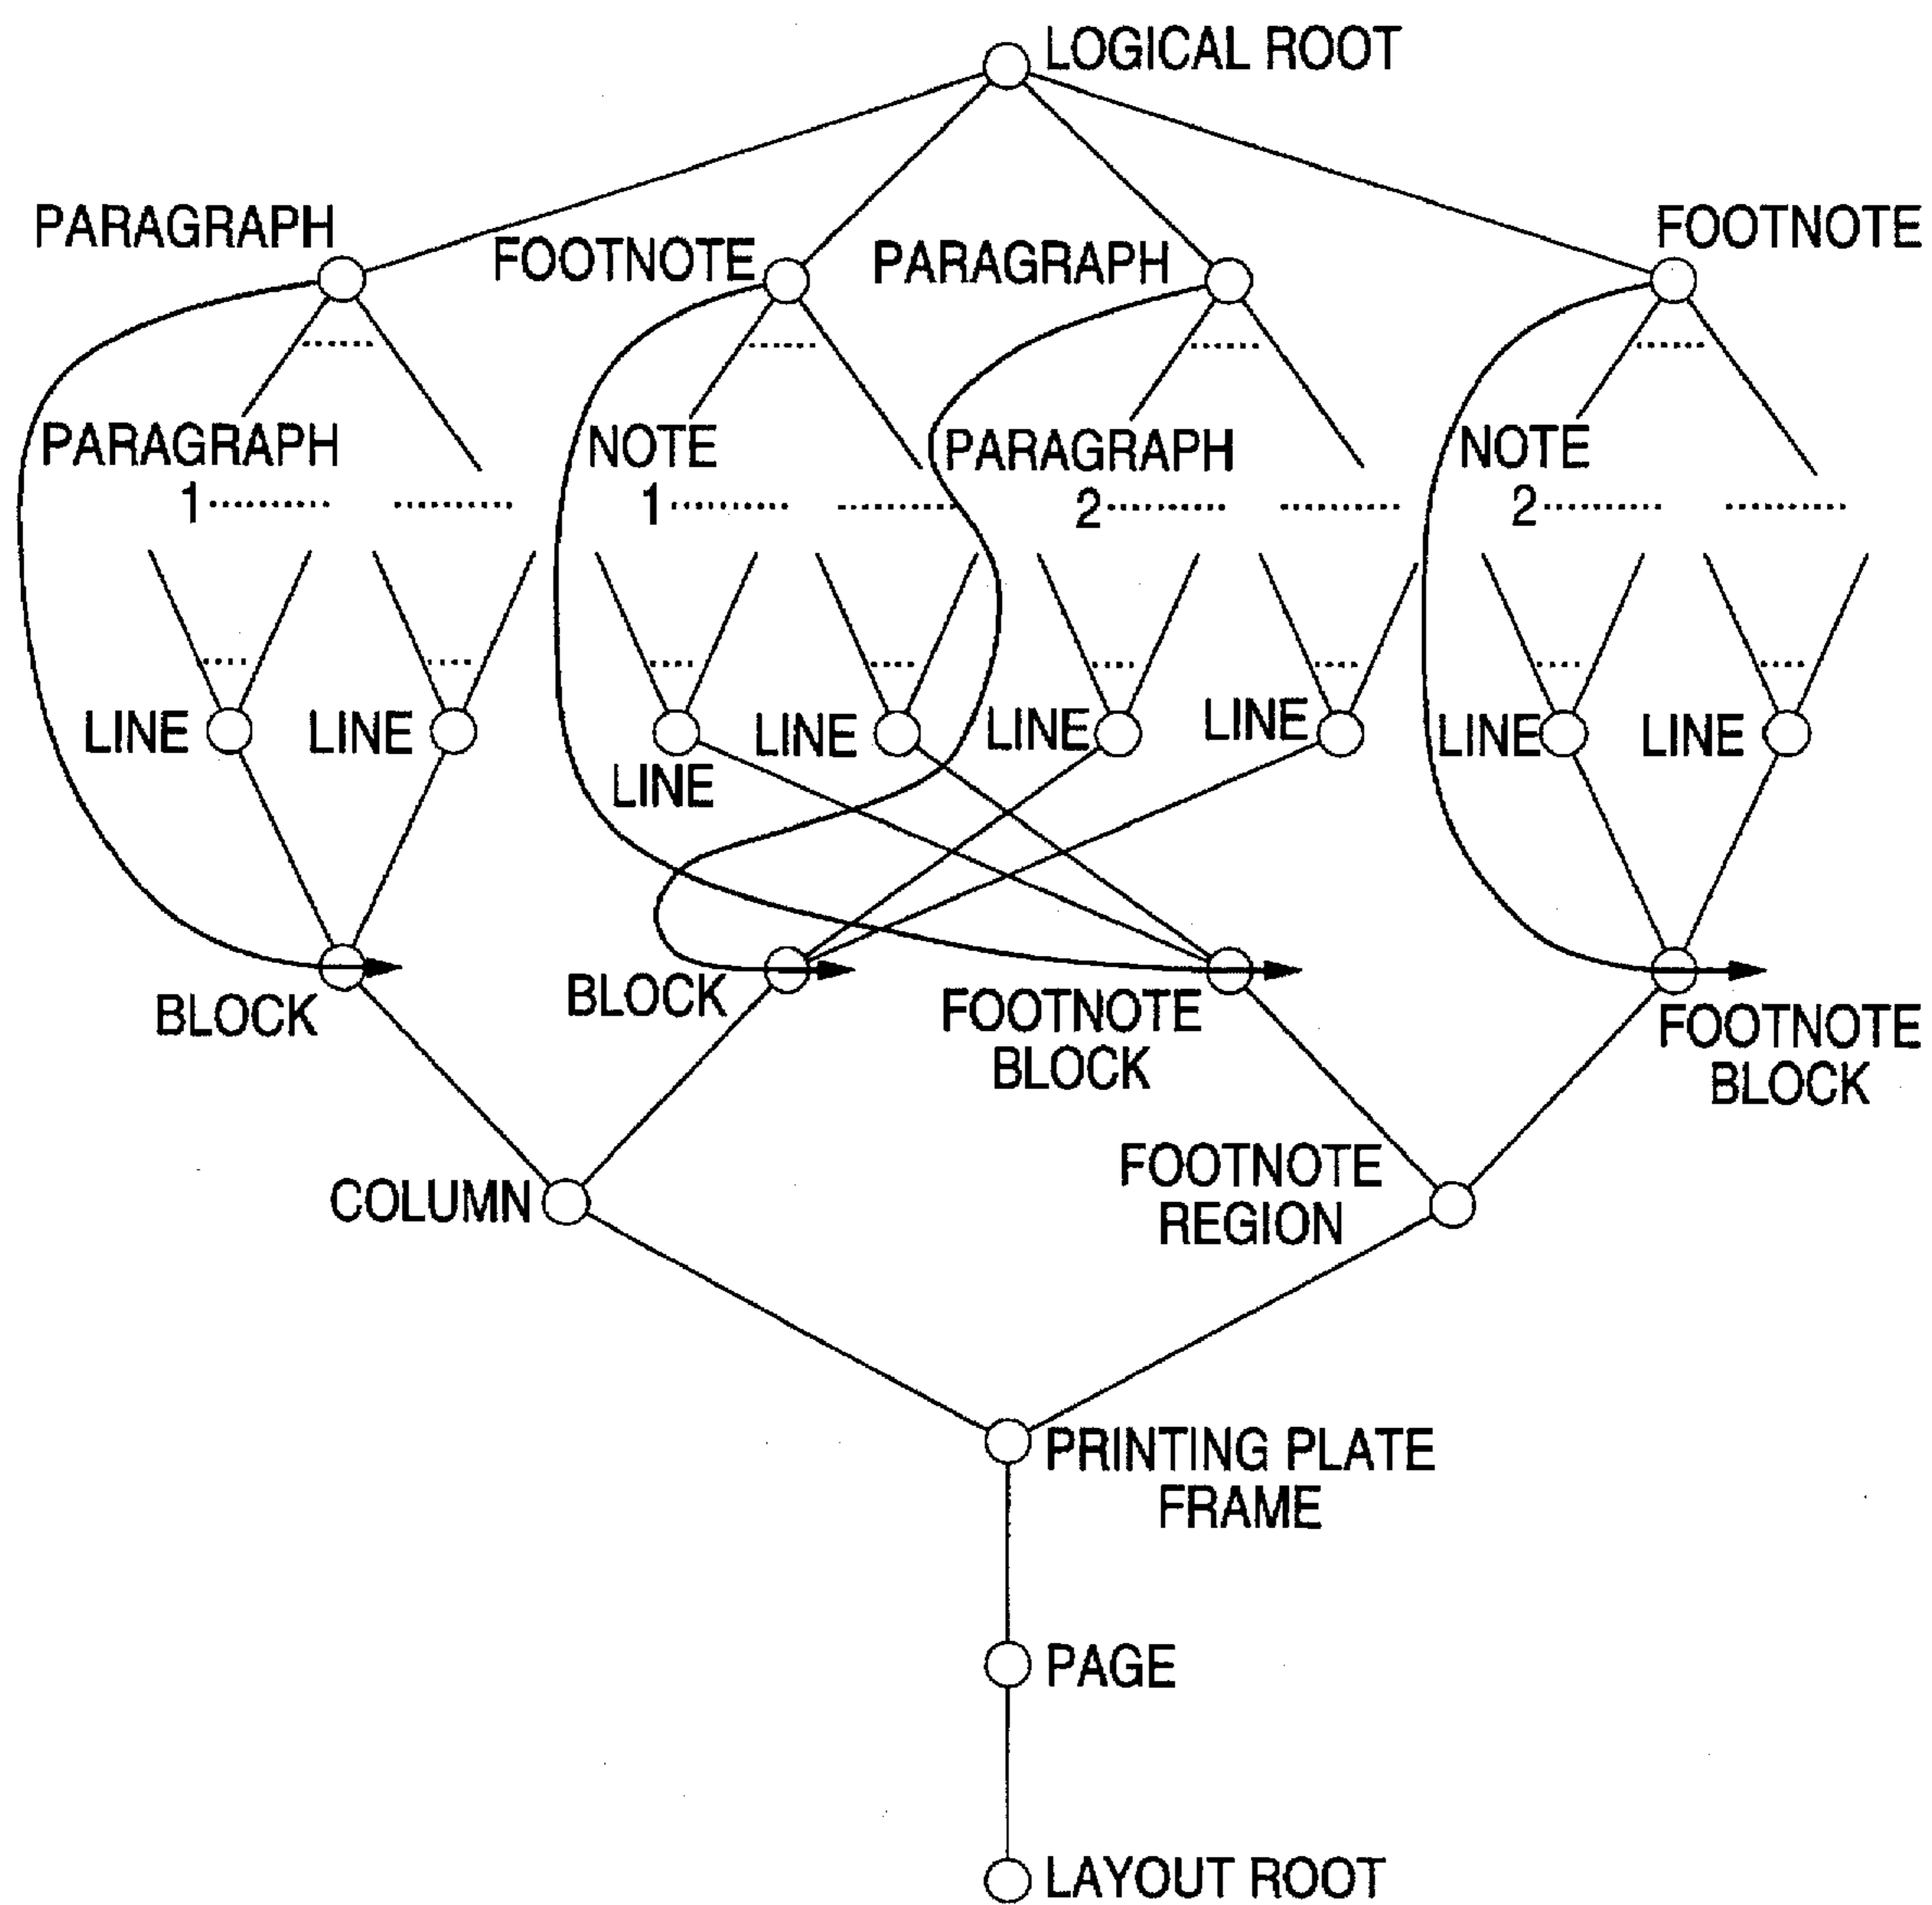 LOGICAL ROOT
PARAGRAPH
FOOTNOTE
PARAGRAPH
FOOTNOTE
PARAGRAPH
1
NOTE
1
PARAGRAPH
2
NOTE
2
LINE
LINE
LINE
LINE
LINE
LINE
LINE
LINE
BLOCK
BLOCK
FOOTNOTE
BLOCK
FOOTNOTE
BLOCK
COLUMN
FOOTNOTE
REGION
PRINTING PLATE
FRAME
PAGE
LAYOUT ROOT